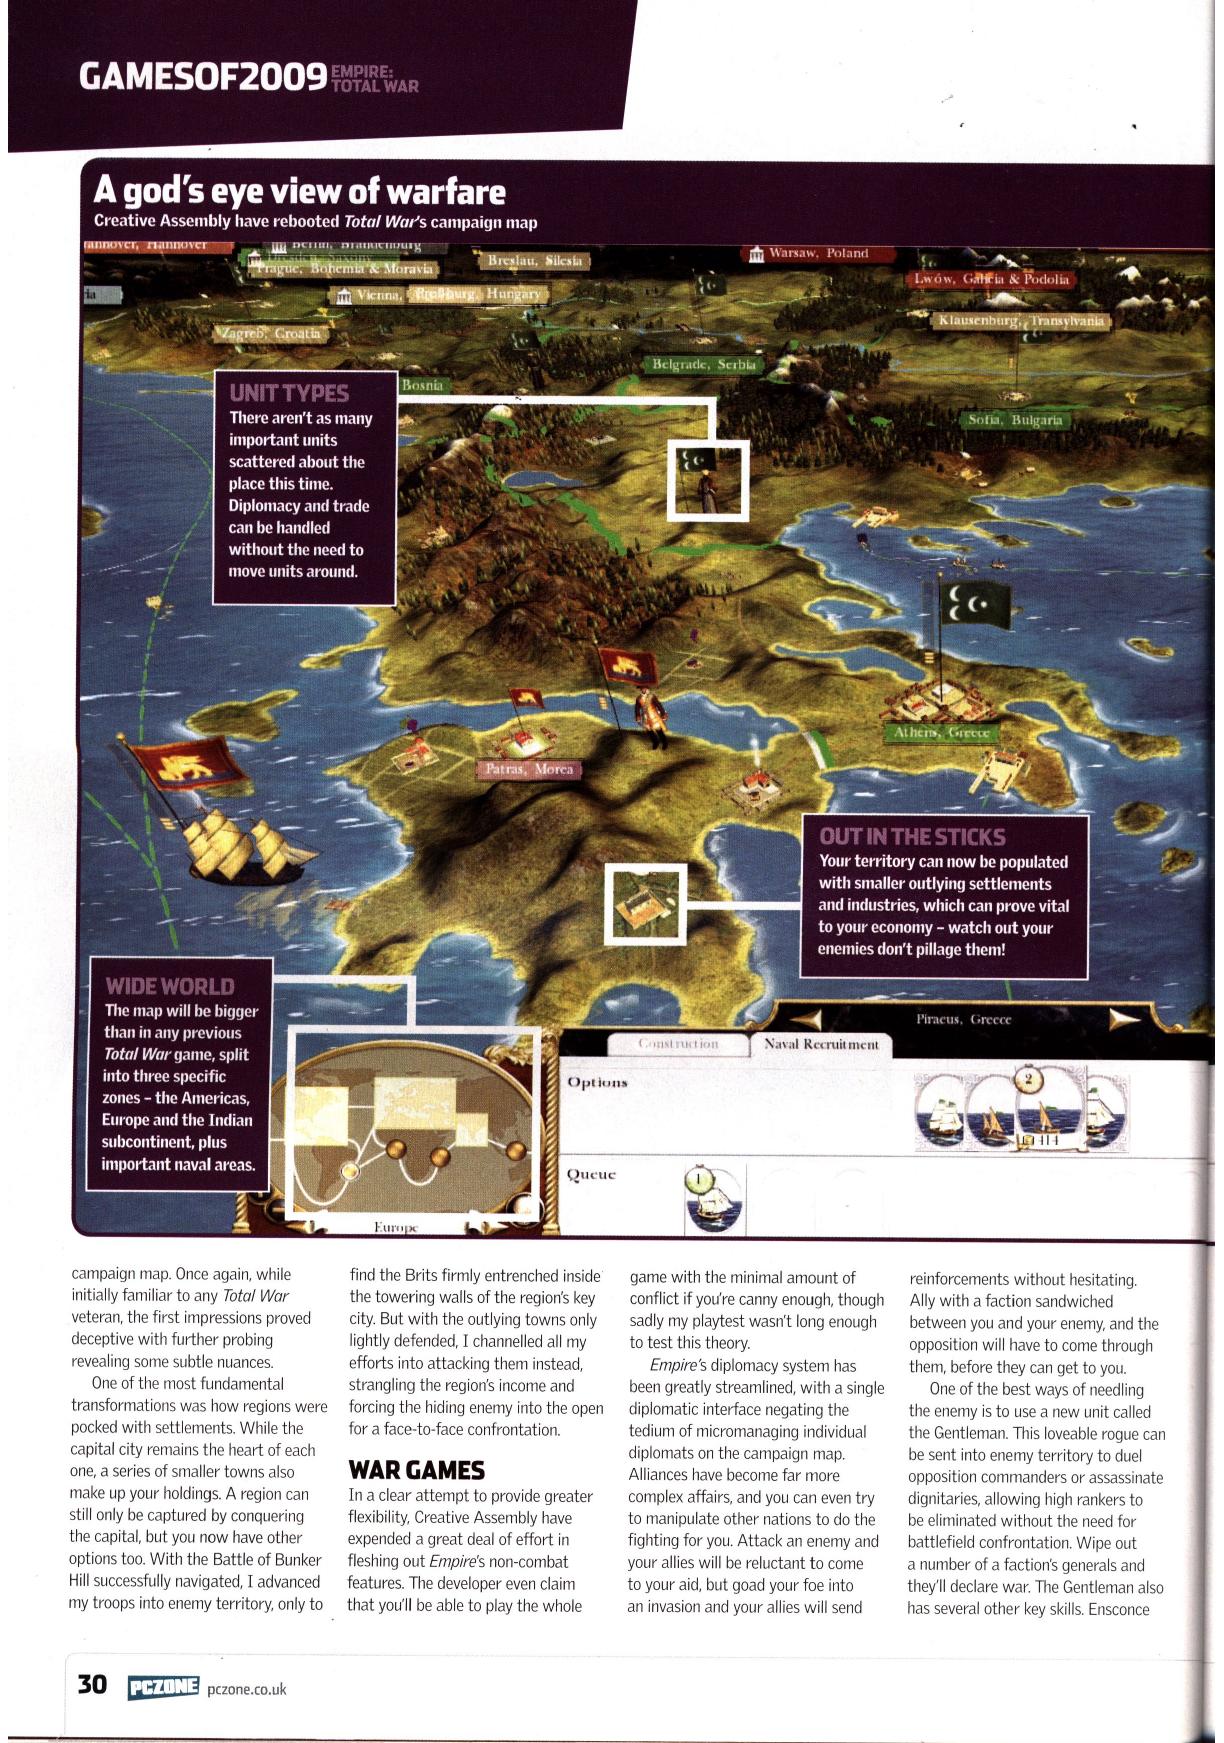 GAMESOF2009 EMPIRE:
TOTAL WAR
A god's eye view of warfare
Creative Assembly have rebooted Total War's campaign map
annover, Hannover
Berlin, Brandenburg
Prague, Bohemia & Moravia
Breslau, Silesia
Warsaw, Poland
Lwów, Galicia & Podolia
ia
Vienna,
Hungary
Klausenburg, Transylvania
Zagreb, Croatia
Belgrade, Serbia
Bosnia
Sofia, Bulgaria
UNIT TYPES
There aren't as many
important units
scattered about the
place this time.
Diplomacy and trade
can be handled
without the need to
move units around.
Athens, Greece
Patras, Morea
OUT IN THE STICKS
Your territory can now be populated
with smaller outlying settlements
and industries, which can prove vital
to your economy – watch out your
enemies don't pillage them!
WIDE WORLD
The map will be bigger
than in any previous
Total War game, split
into three specific
zones – the Americas,
Europe and the Indian
subcontinent, plus
important naval areas.
Europe
Piraeus, Greece
Construction
Naval Recruitment
Options
2
1414
Queue
1
campaign map. Once again, while
initially familiar to any Total War
veteran, the first impressions proved
deceptive with further probing
revealing some subtle nuances.
One of the most fundamental
transformations was how regions were
pocked with settlements. While the
capital city remains the heart of each
one, a series of smaller towns also
make up your holdings. A region can
still only be captured by conquering
the capital, but you now have other
options too. With the Battle of Bunker
Hill successfully navigated, I advanced
my troops into enemy territory, only to
find the Brits firmly entrenched inside
the towering walls of the region's key
city. But with the outlying towns only
lightly defended, I channelled all my
efforts into attacking them instead,
strangling the region's income and
forcing the hiding enemy into the open
for a face-to-face confrontation.
WAR GAMES
In a clear attempt to provide greater
flexibility, Creative Assembly have
expended a great deal of effort in
fleshing out Empire's non-combat
features. The developer even claim
that you'll be able to play the whole
game with the minimal amount of
conflict if you're canny enough, though
sadly my playtest wasn't long enough
to test this theory.
Empire's diplomacy system has
been greatly streamlined, with a single
diplomatic interface negating the
tedium of micromanaging individual
diplomats on the campaign map.
Alliances have become far more
complex affairs, and you can even try
to manipulate other nations to do the
fighting for you. Attack an enemy and
your allies will be reluctant to come
to your aid, but goad your foe into
an invasion and your allies will send
reinforcements without hesitating.
Ally with a faction sandwiched
between you and your enemy, and the
opposition will have to come through
them, before they can get to you.
One of the best ways of needling
the enemy is to use a new unit called
the Gentleman. This loveable rogue can
be sent into enemy territory to duel
opposition commanders or assassinate
dignitaries, allowing high rankers to
be eliminated without the need for
battlefield confrontation. Wipe out
a number of a faction's generals and
they'll declare war. The Gentleman also
has several other key skills. Ensconce
30 PCZONE pczone.co.uk